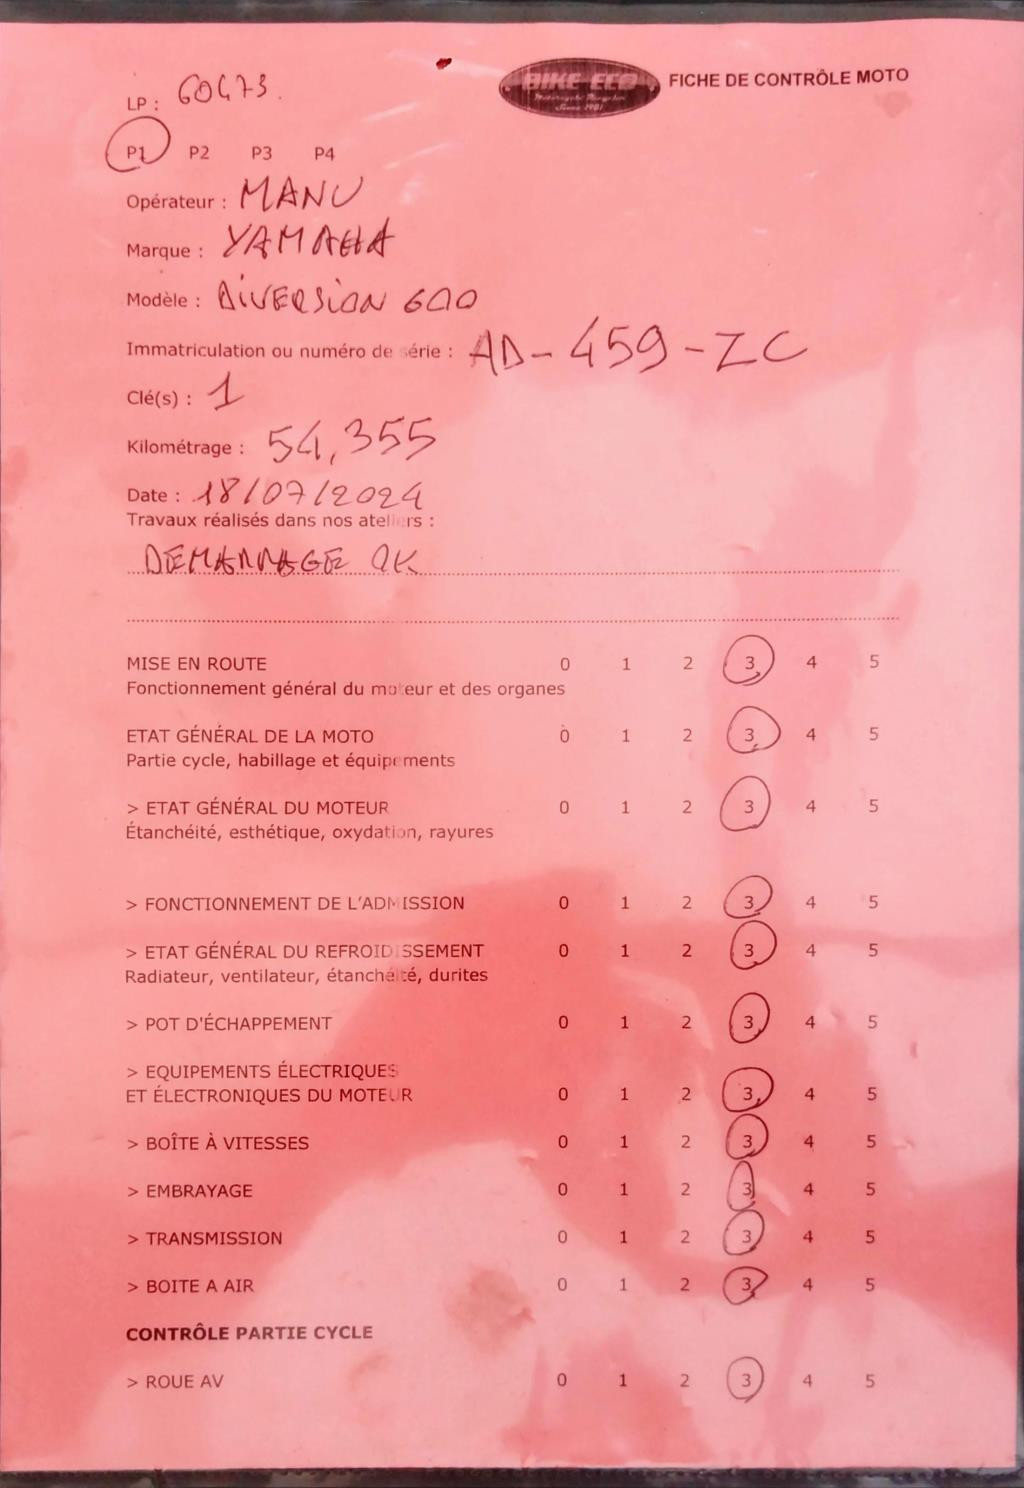 BIKE-ECO
Motorcycle Recycler
Since 1981
FICHE DE CONTRÔLE MOTO
LP : 60473.
P1 P2 P3 P4
Opérateur : MANU
Marque : YAMAHA
Modèle : DIVERSION 600
Immatriculation ou numéro de série : AD-459-ZC
Clé(s) : 1
Kilométrage : 54,355
Date : 18/07/2024
Travaux réalisés dans nos ateliers :
DEMARRAGE OK
MISE EN ROUTE 0 1 2 3 4 5
Fonctionnement général du moteur et des organes
ETAT GÉNÉRAL DE LA MOTO 0 1 2 3 4 5
Partie cycle, habillage et équipements
> ETAT GÉNÉRAL DU MOTEUR 0 1 2 3 4 5
Étanchéité, esthétique, oxydation, rayures
> FONCTIONNEMENT DE L'ADMISSION 0 1 2 3 4 5
> ETAT GÉNÉRAL DU REFROIDISSEMENT 0 1 2 3 4 5
Radiateur, ventilateur, étanchéité, durites
> POT D'ÉCHAPPEMENT 0 1 2 3 4 5
> EQUIPEMENTS ÉLECTRIQUES
ET ÉLECTRONIQUES DU MOTEUR 0 1 2 3 4 5
> BOÎTE À VITESSES 0 1 2 3 4 5
> EMBRAYAGE 0 1 2 3 4 5
> TRANSMISSION 0 1 2 3 4 5
> BOITE A AIR 0 1 2 3 4 5
CONTRÔLE PARTIE CYCLE
> ROUE AV 0 1 2 3 4 5